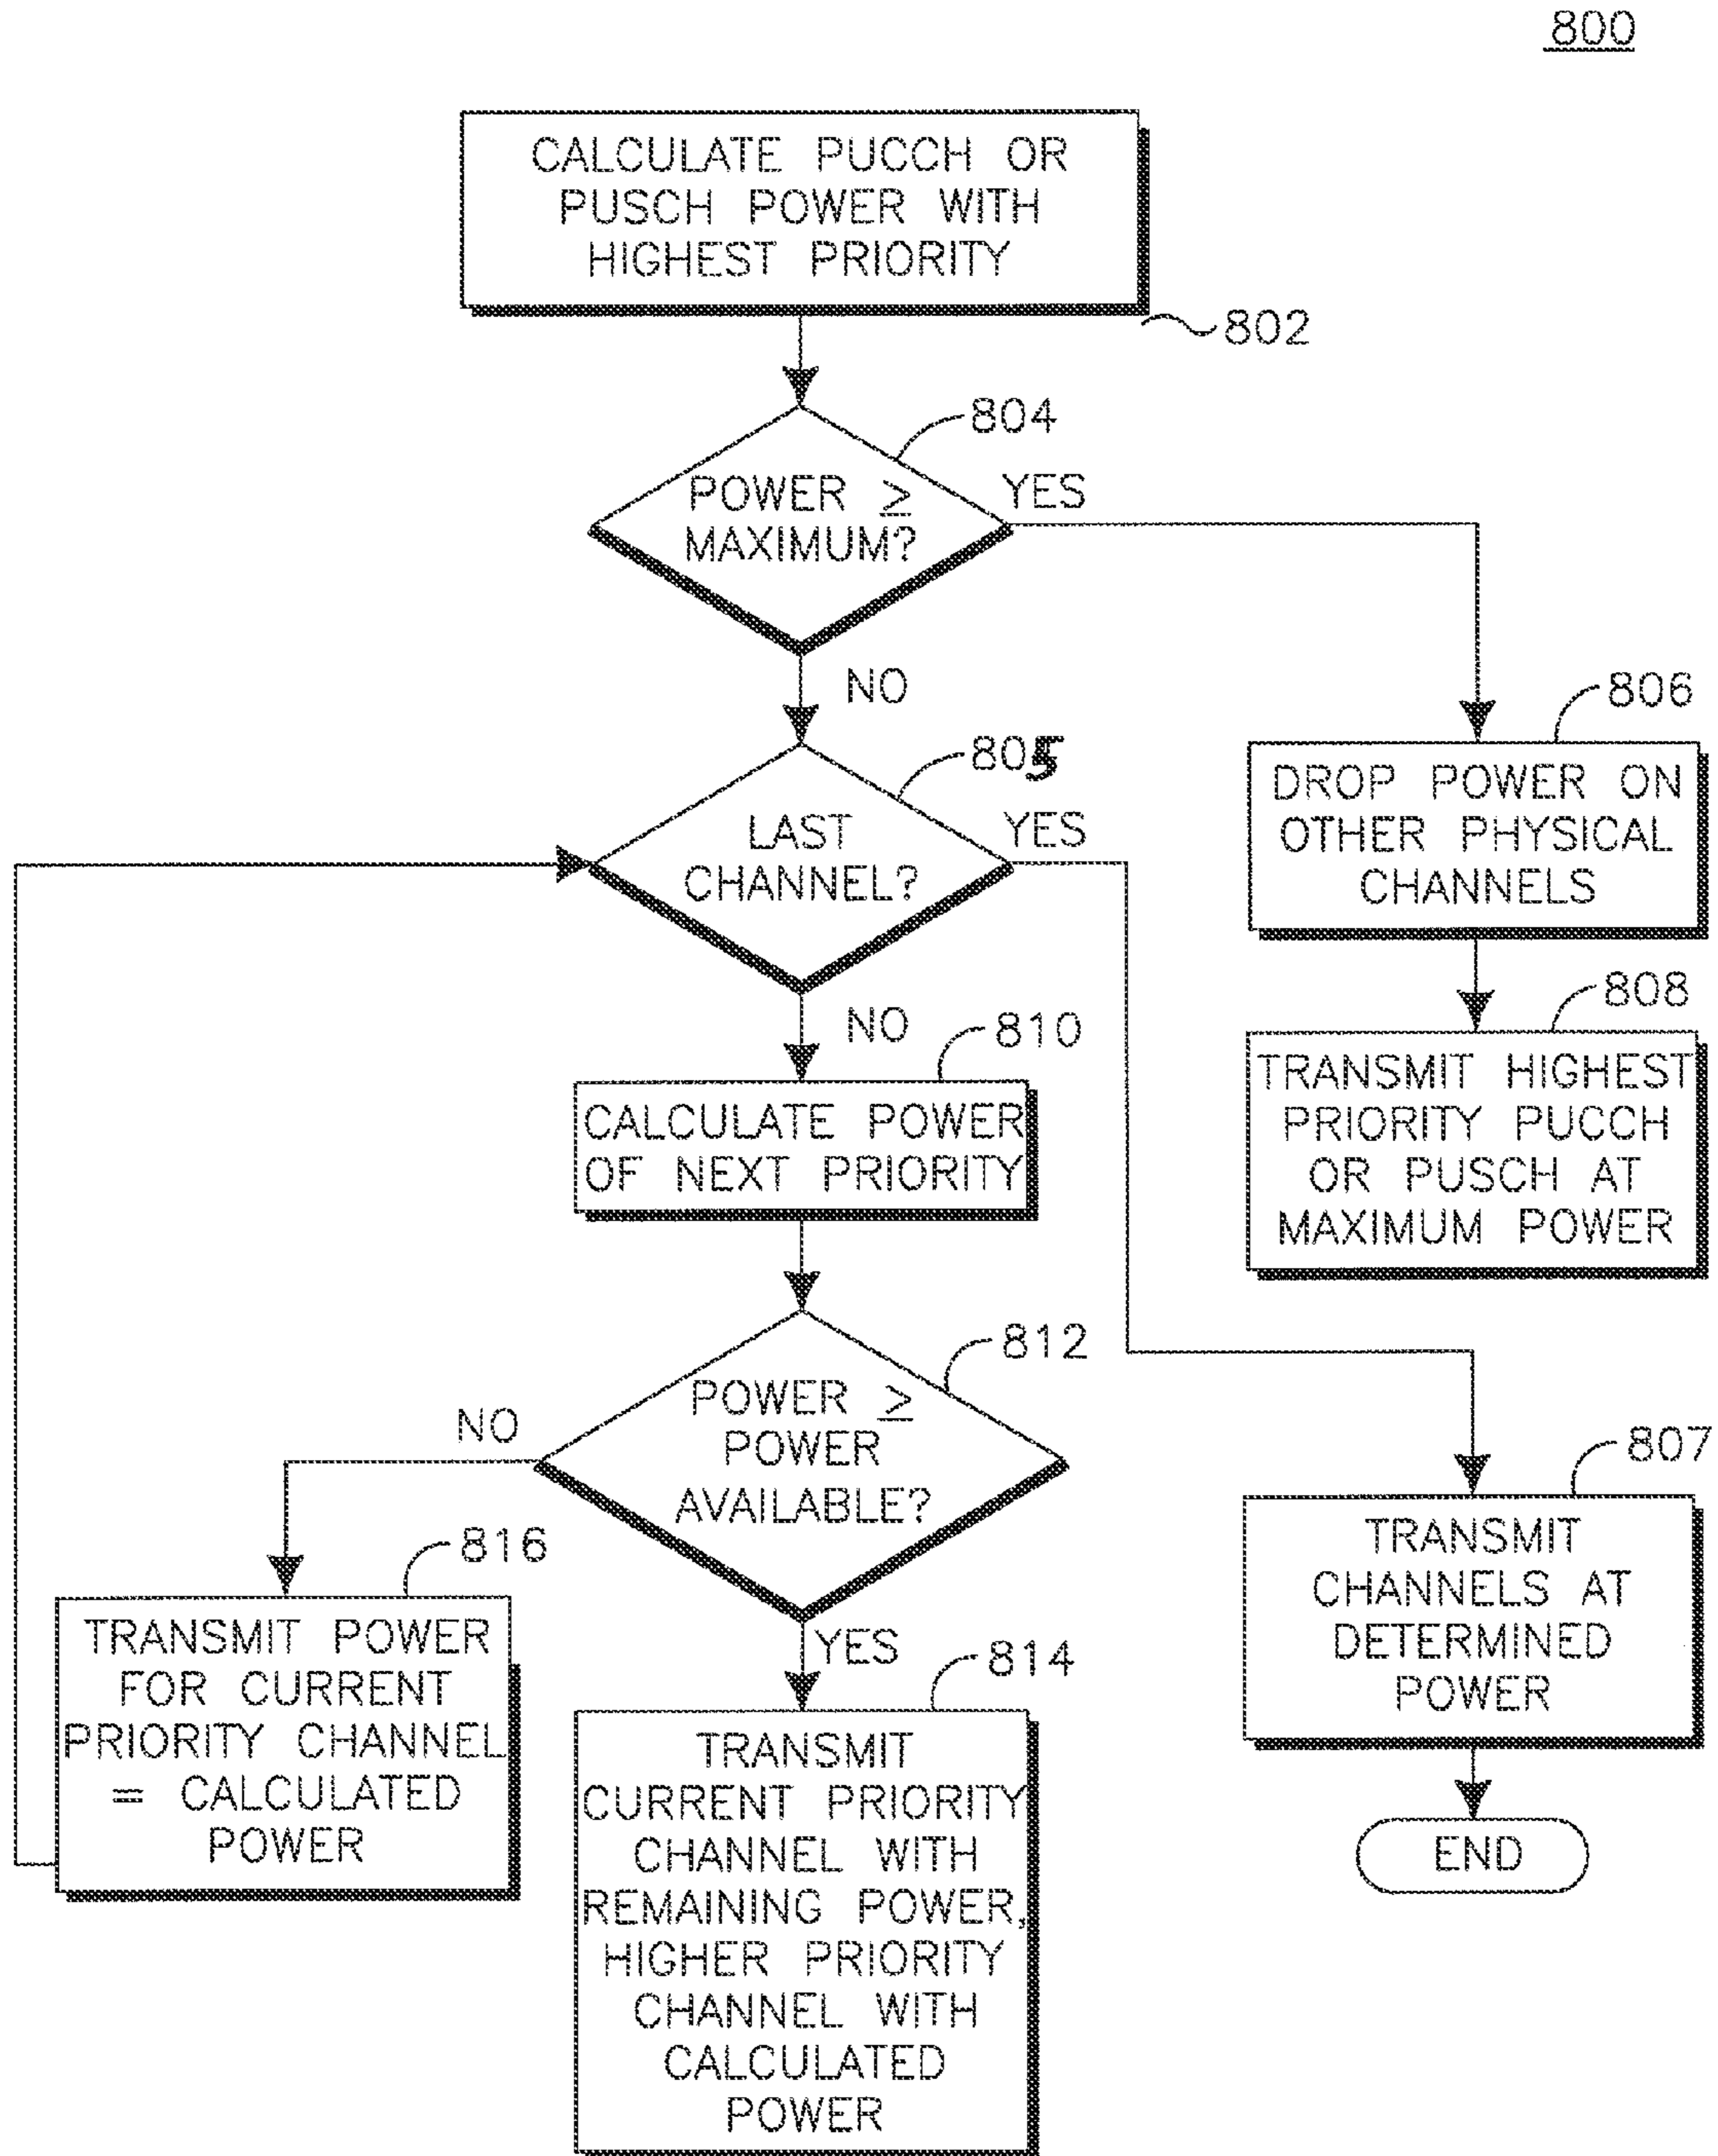 800
CALCULATE PUCCH OR
PUSCH POWER WITH
HIGHEST PRIORITY
802
804
POWER ≥
MAXIMUM?
YES
NO
805
LAST
CHANNEL?
YES
NO
806
DROP POWER ON
OTHER PHYSICAL
CHANNELS
808
TRANSMIT HIGHEST
PRIORITY PUCCH
OR PUSCH AT
MAXIMUM POWER
810
CALCULATE POWER
OF NEXT PRIORITY
812
POWER ≥
POWER
AVAILABLE?
NO
YES
816
TRANSMIT POWER
FOR CURRENT
PRIORITY CHANNEL
= CALCULATED
POWER
814
TRANSMIT
CURRENT PRIORITY
CHANNEL WITH
REMAINING POWER,
HIGHER PRIORITY
CHANNEL WITH
CALCULATED
POWER
807
TRANSMIT
CHANNELS AT
DETERMINED
POWER
END